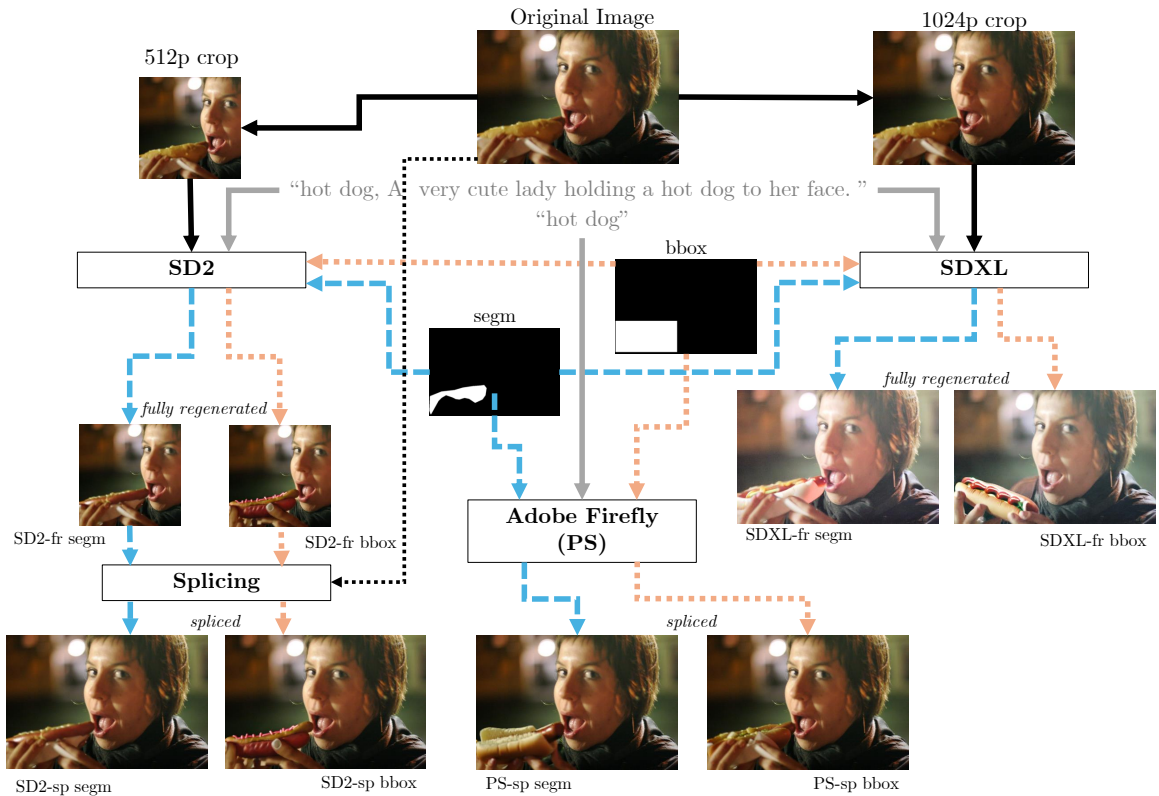 Original Image
1024p crop
512p crop
“hot dog, A very cute lady holding a hot dog to her face. ”
“hot dog”
bbox
SD2
SDXL
segm
fully regenerated
fully regenerated
Adobe Firefly
(PS)
SD2-fr segm
SD2-fr bbox
SDXL-fr segm
SDXL-fr bbox
Splicing
spliced
spliced
SD2-sp segm
SD2-sp bbox
PS-sp segm
PS-sp bbox